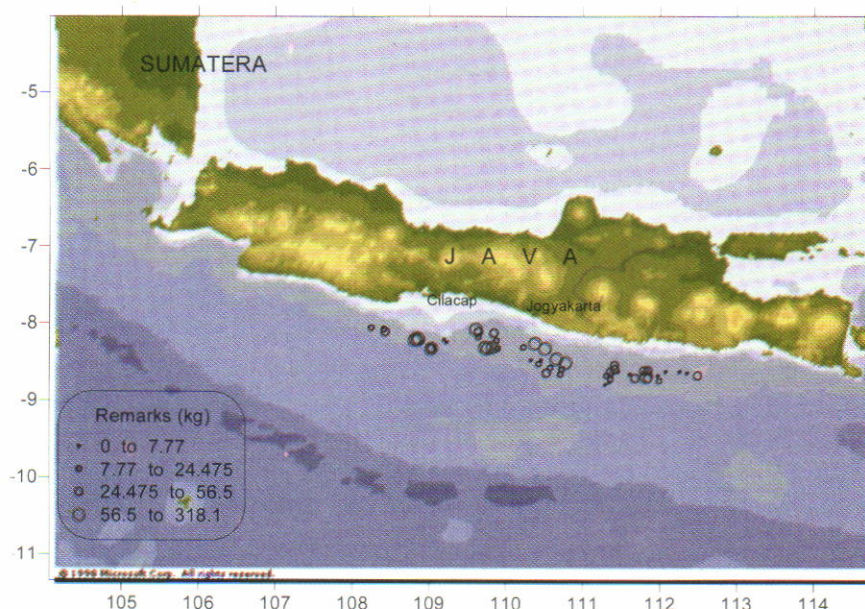 SUMATERA
-5
-6
J A V A
-7
Cilacap
Jogyakarta
-8
-9
Remarks (kg)
0 to 7.77
7.77 to 24.475
-10
24.475 to 56.5
56.5 to 318.1
-11
© 1998 Microsoft Corp. All rights reserved.
105 106 107 108 109 110 111 112 113 114